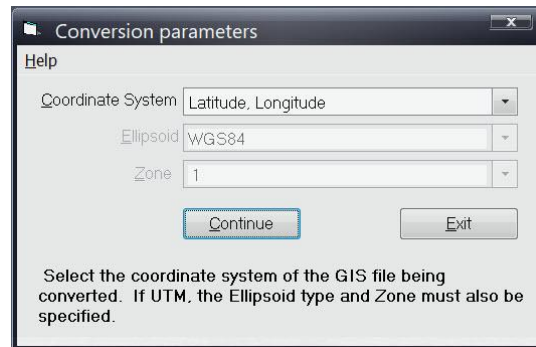 Conversion parameters
Help
Coordinate System Latitude, Longitude
Ellipsoid WGS84
Zone 1
Continue Exit
Select the coordinate system of the GIS file being
converted. If UTM, the Ellipsoid type and Zone must also be
specified.